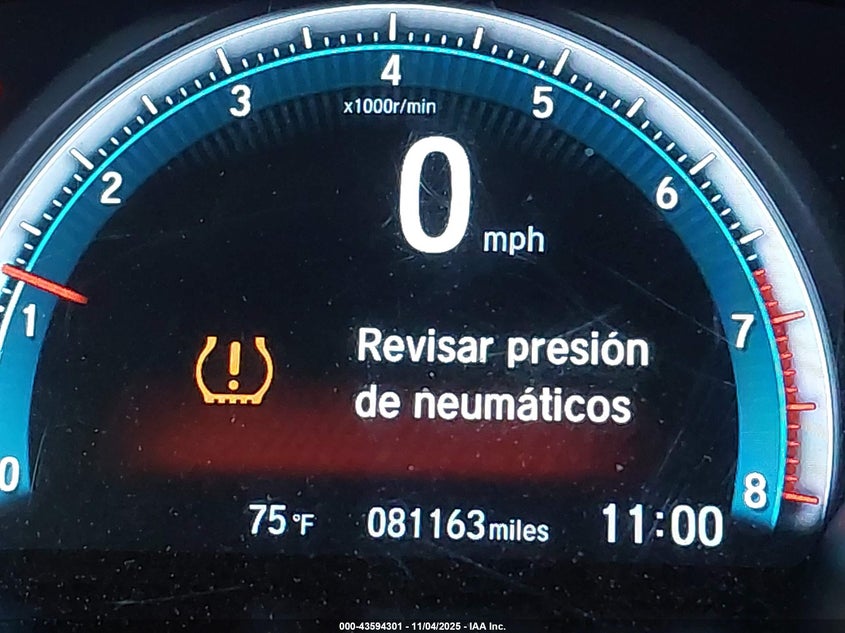 4
3
5
x1000r/min
2
6
0 mph
1
7
Revisar presión
de neumáticos
0
8
75 °F 081163 miles 11:00
000-43594301 - 11/04/2025 - IAA Inc.